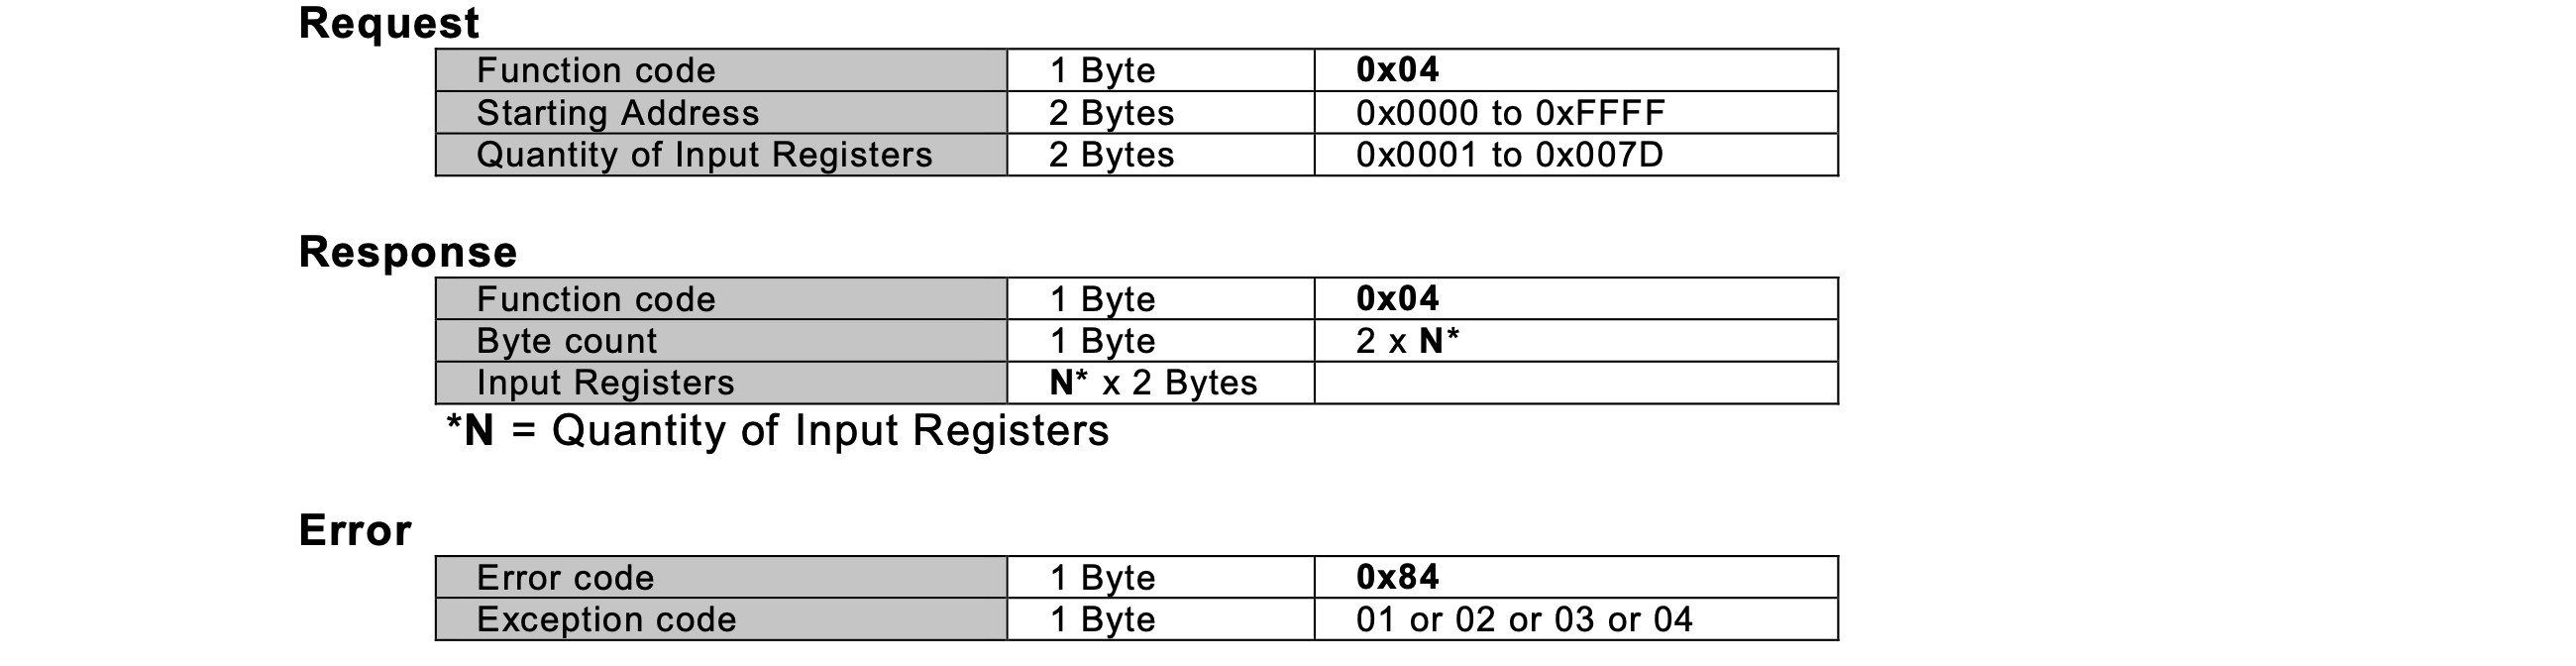 Request
Function code 1 Byte 0x04
Starting Address 2 Bytes 0x0000 to 0xFFFF
Quantity of Input Registers 2 Bytes 0x0001 to 0x007D
Response
Function code 1 Byte 0x04
Byte count 1 Byte 2 x N*
Input Registers N* x 2 Bytes
*N = Quantity of Input Registers
Error
Error code 1 Byte 0x84
Exception code 1 Byte 01 or 02 or 03 or 04